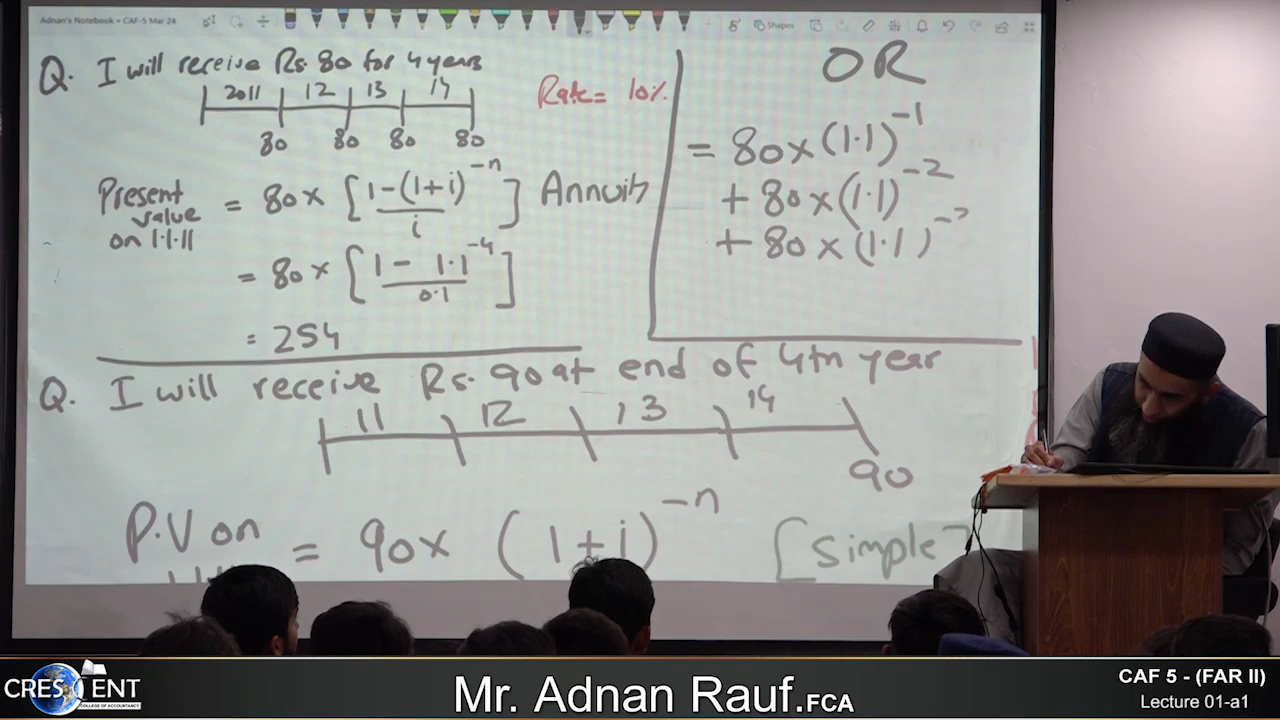 Adnan's Notebook • CAF-5 Mar 24
Shapes
Q. I will receive Rs. 80 for 4 years
2011 12 13 14
80 80 80 80
Rate = 10%
Present value on 1.1.11 = 80 x [1-(1+i)^-n / i] Annuity
= 80 x [1 - 1.1^-4 / 0.1]
= 254
OR
= 80 x (1.1)^-1
+ 80 x (1.1)^-2
+ 80 x (1.1)
Q. I will receive Rs. 90 at end of 4th year
11 12 13 14
90
P.V on = 90 x (1+i)^-n [Simple
CRESCENT
COLLEGE OF ACCOUNTANCY
Mr. Adnan Rauf.FCA
CAF 5 - (FAR II)
Lecture 01-a1